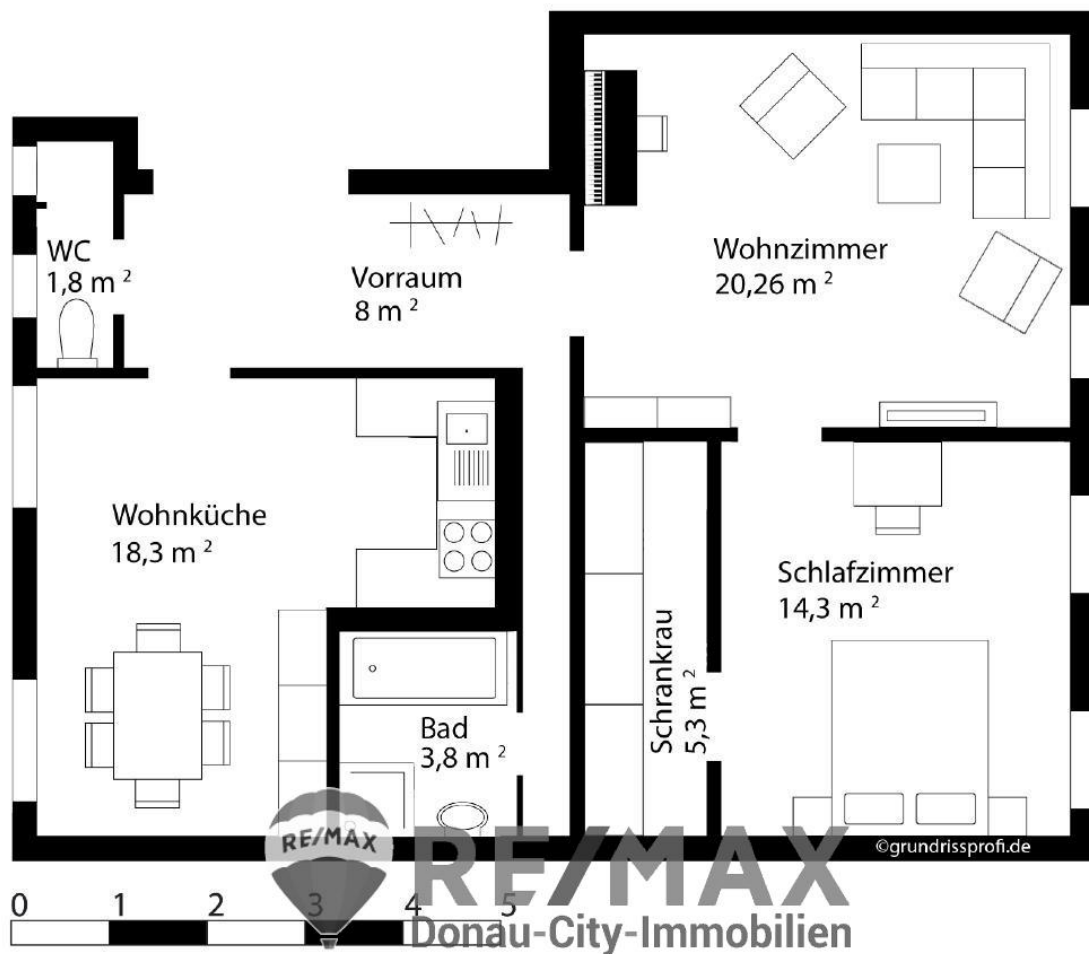 WC
1,8 m ²
Vorraum
8 m ²
Wohnzimmer
20,26 m ²
Wohnküche
18,3 m ²
Schlafzimmer
14,3 m ²
Schrankrau
5,3 m ²
Bad
3,8 m ²
©grundrissprofi.de
RE/MAX
RE/MAX
Donau-City-Immobilien
0 1 2 3 4 5